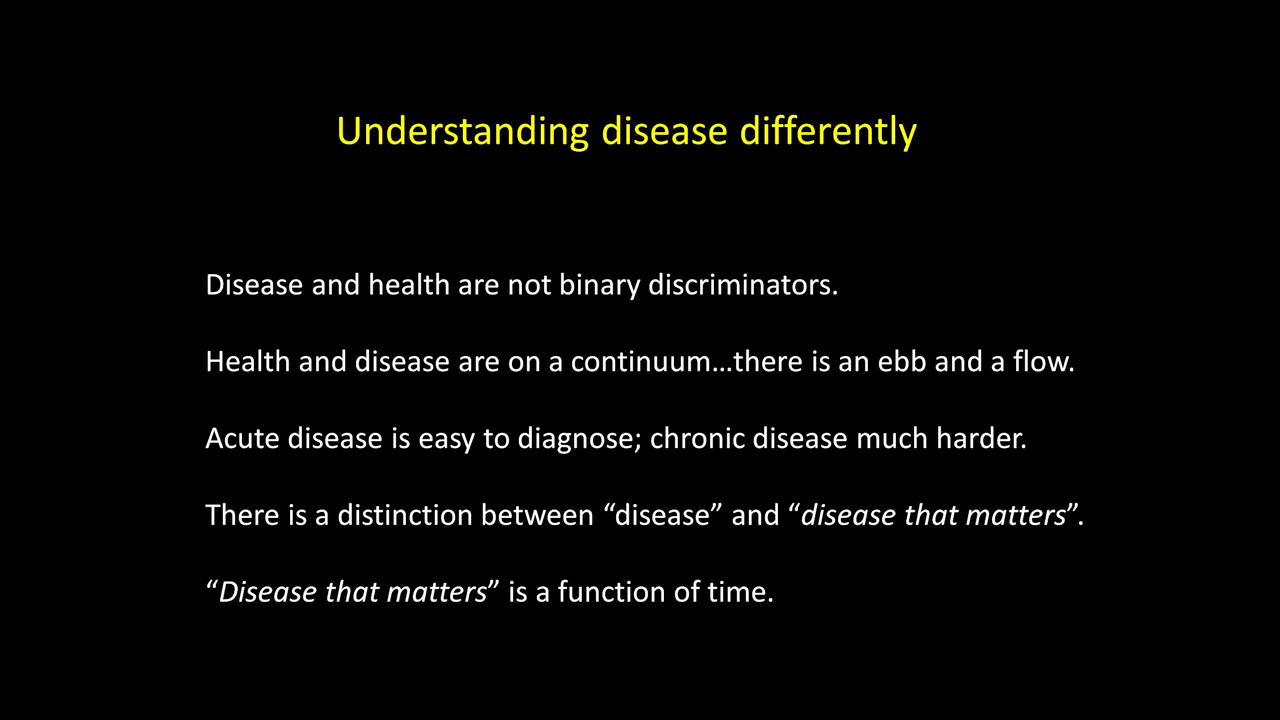 Understanding disease differently
Disease and health are not binary discriminators.
Health and disease are on a continuum…there is an ebb and a flow.
Acute disease is easy to diagnose; chronic disease much harder.
There is a distinction between “disease” and “disease that matters”.
“Disease that matters” is a function of time.